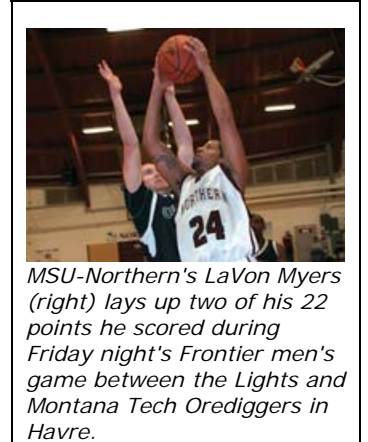 NORTHERN
24
MSU-Northern's LaVon Myers
(right) lays up two of his 22
points he scored during
Friday night's Frontier men's
game between the Lights and
Montana Tech Orediggers in
Havre.